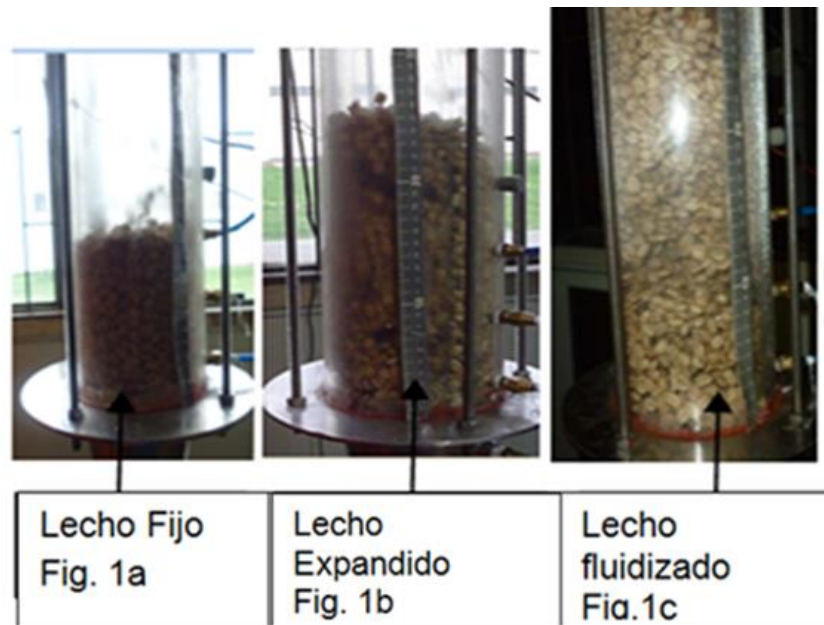 Lecho Fijo
Fig. 1a
Lecho
Expandido
Fig. 1b
Lecho
fluidizado
Fig.1c